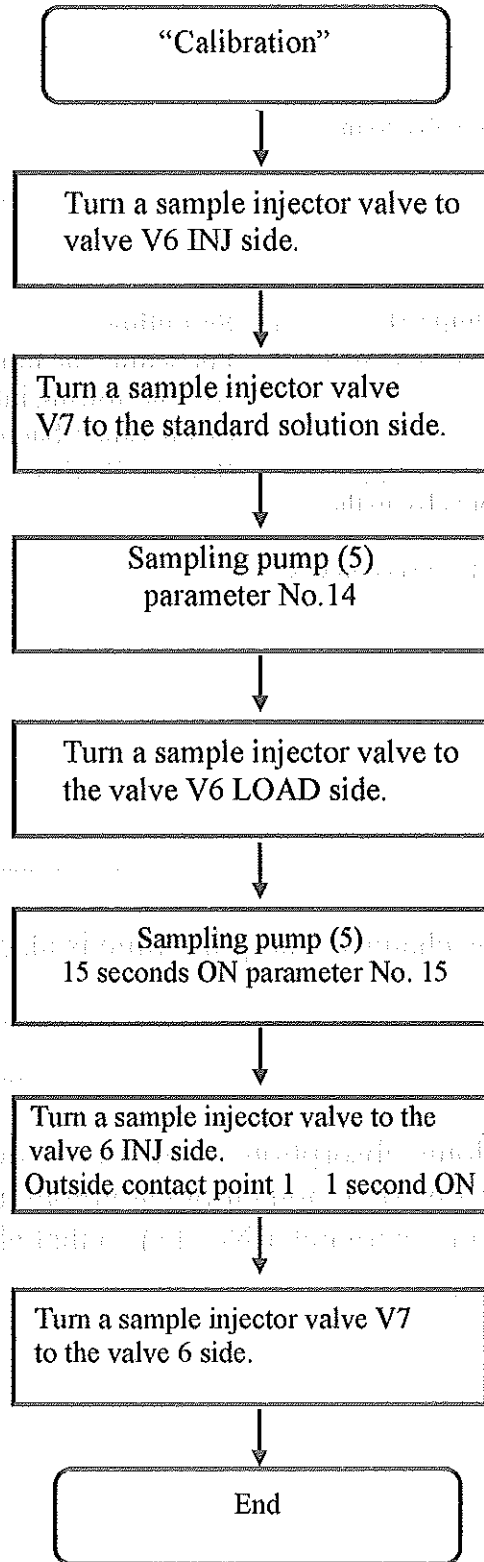 “Calibration”
Turn a sample injector valve to
valve V6 INJ side.
Turn a sample injector valve
V7 to the standard solution side.
Sampling pump (5)
parameter No.14
Turn a sample injector valve to
the valve V6 LOAD side.
Sampling pump (5)
15 seconds ON parameter No. 15
Turn a sample injector valve to the
valve 6 INJ side.
Outside contact point 1 1 second ON
Turn a sample injector valve V7
to the valve 6 side.
End